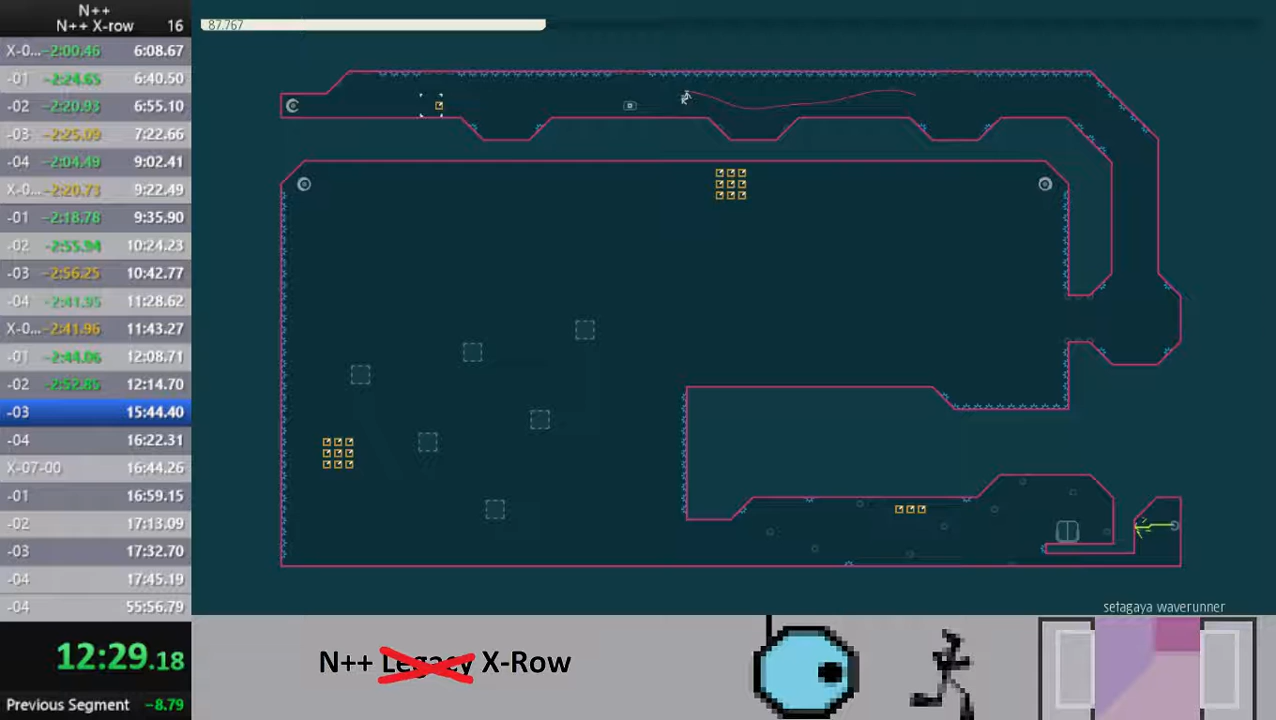 N++
N++ X-row 16
87.767
X-0... -2:00.46 6:08.67
-01 -2:24.65 6:40.50
-02 -2:20.93 6:55.10
-03 -2:25.09 7:22.66
-04 -2:04.49 9:02.41
X-0... -2:20.73 9:22.49
-01 -2:18.78 9:35.90
-02 -2:55.94 10:24.23
-03 -2:56.25 10:42.77
-04 -2:41.95 11:28.62
X-0... -2:41.96 11:43.27
-01 -2:44.06 12:08.71
-02 -2:52.85 12:14.70
-03 15:44.40
-04 16:22.31
X-07-00 16:44.26
-01 16:59.15
-02 17:13.09
-03 17:32.70
-04 17:45.19
-04 55:56.79
setagaya waverunner
12:29.18
N++ Legacy X-Row
Previous Segment -8.79